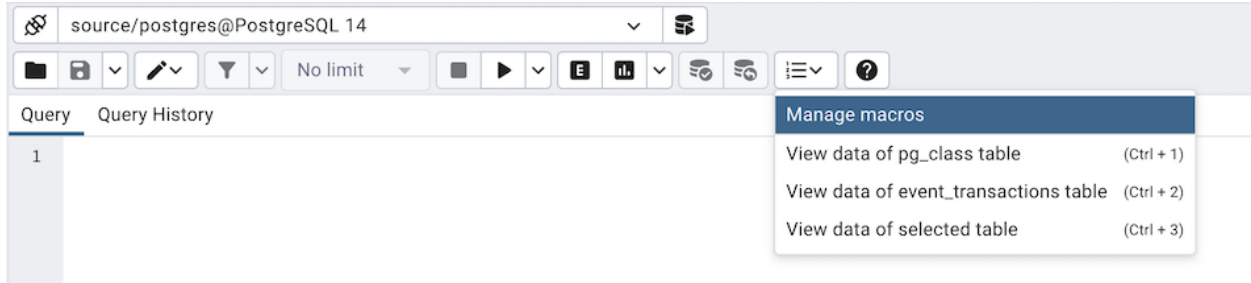 source/postgres@PostgreSQL 14
No limit
E
Query Query History
1
Manage macros
View data of pg_class table (Ctrl + 1)
View data of event_transactions table (Ctrl + 2)
View data of selected table (Ctrl + 3)